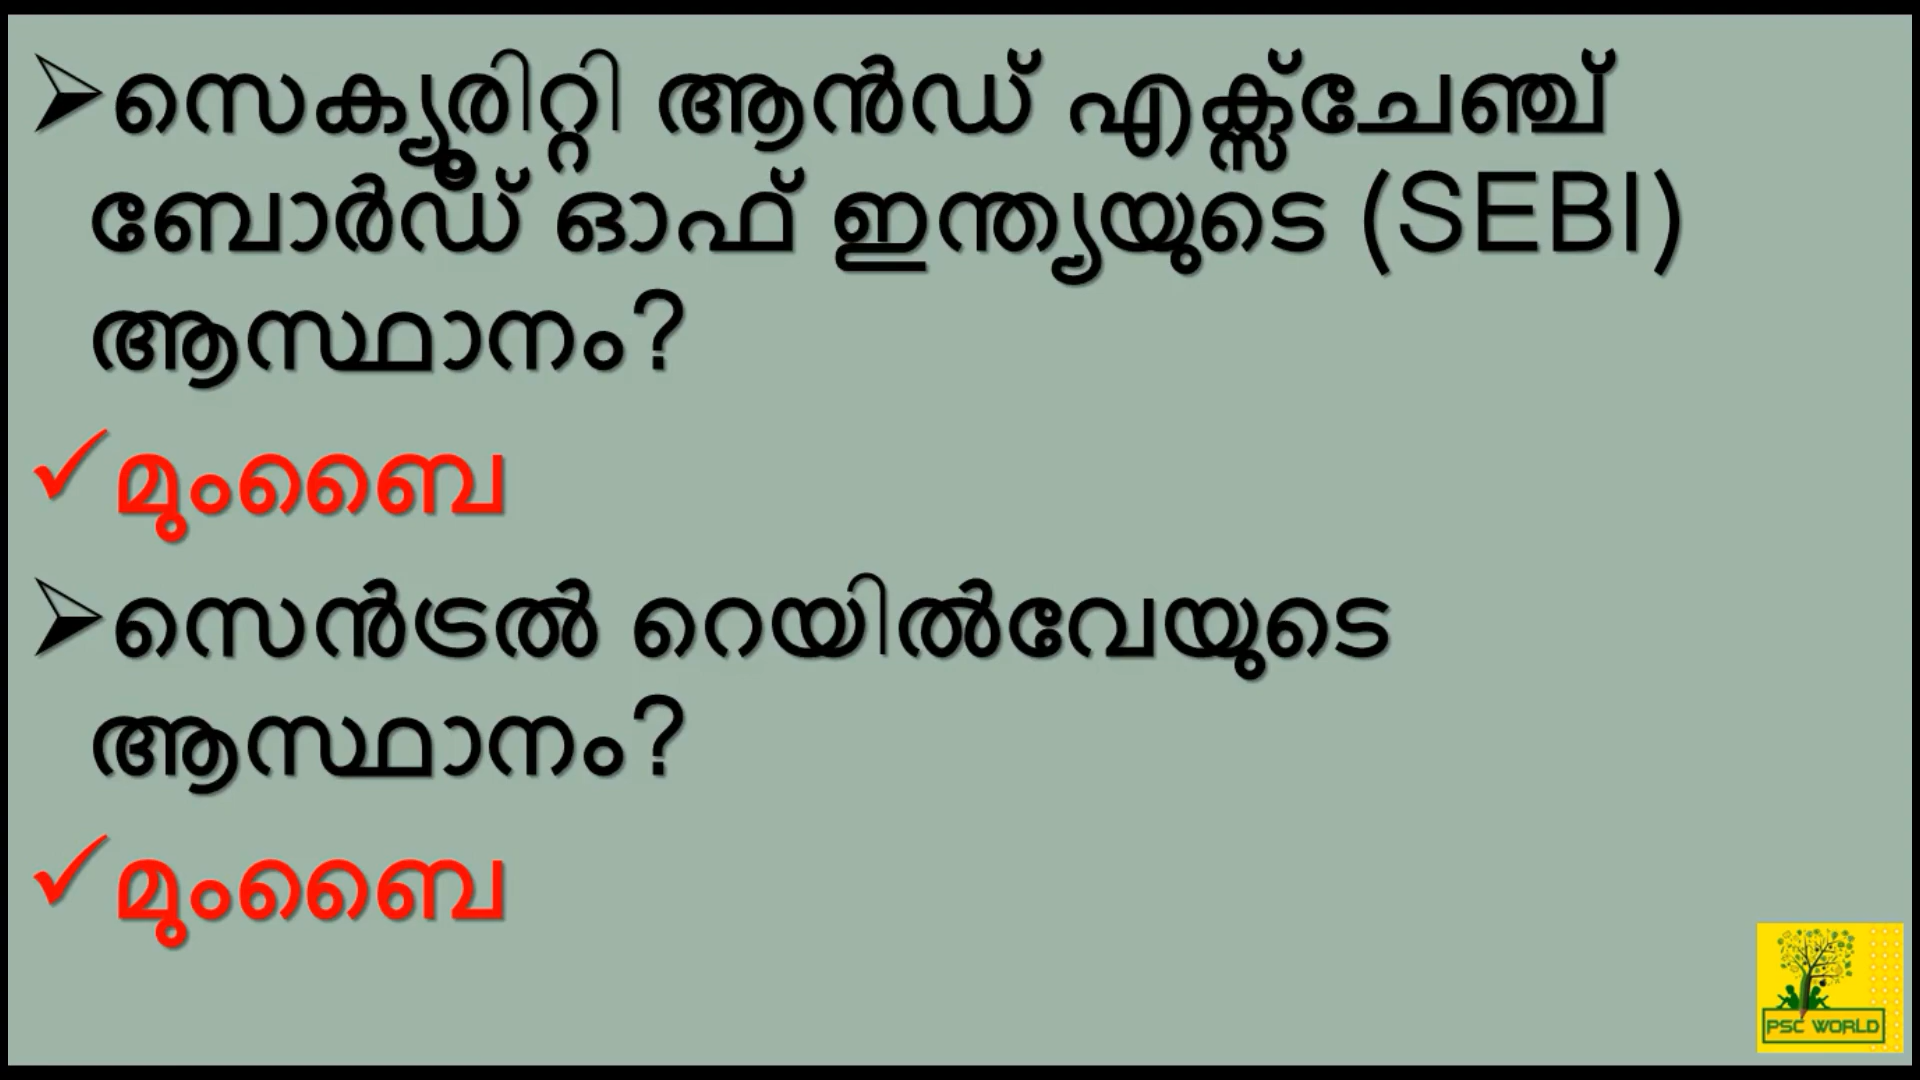 ➢സെക്യൂരിറ്റി ആൻഡ് എക്സ്ചേഞ്ച്
ബോർഡ് ഓഫ് ഇന്ത്യയുടെ (SEBI)
ആസ്ഥാനം?
✓മുംബൈ
➢സെൻട്രൽ റെയിൽവേയുടെ
ആസ്ഥാനം?
✓മുംബൈ
PSC WORLD